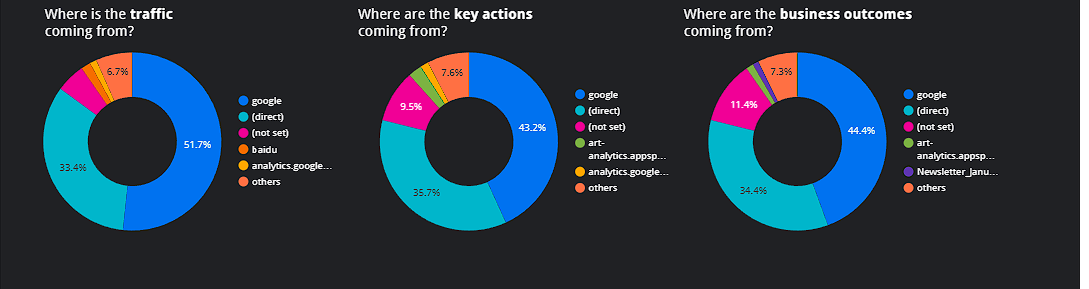 Where is the traffic
coming from?
6.7%
33.4%
51.7%
google
(direct)
(not set)
baidu
analytics.google...
others
Where are the key actions
coming from?
7.6%
9.5%
43.2%
35.7%
google
(direct)
(not set)
art-
analytics.appsp...
analytics.google...
others
Where are the business outcomes
coming from?
7.3%
11.4%
44.4%
34.4%
google
(direct)
(not set)
art-
analytics.appsp...
Newsletter_Janu...
others